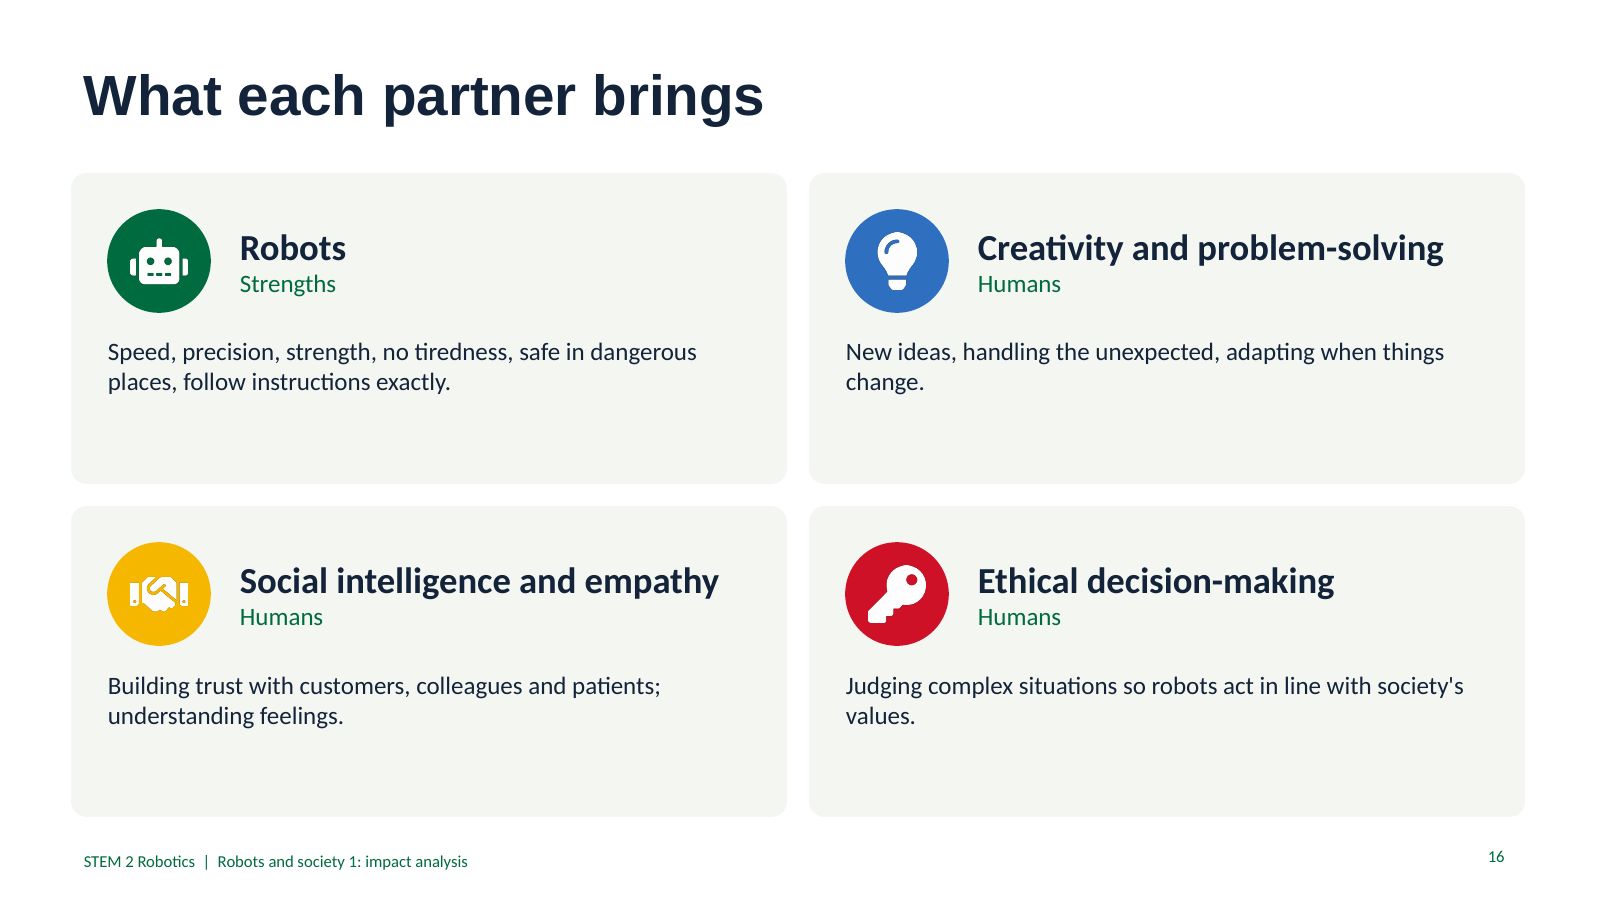 What each partner brings
Robots
Strengths
Speed, precision, strength, no tiredness, safe in dangerous
places, follow instructions exactly.
Creativity and problem-solving
Humans
New ideas, handling the unexpected, adapting when things
change.
Social intelligence and empathy
Humans
Building trust with customers, colleagues and patients;
understanding feelings.
Ethical decision-making
Humans
Judging complex situations so robots act in line with society's
values.
STEM 2 Robotics | Robots and society 1: impact analysis
16